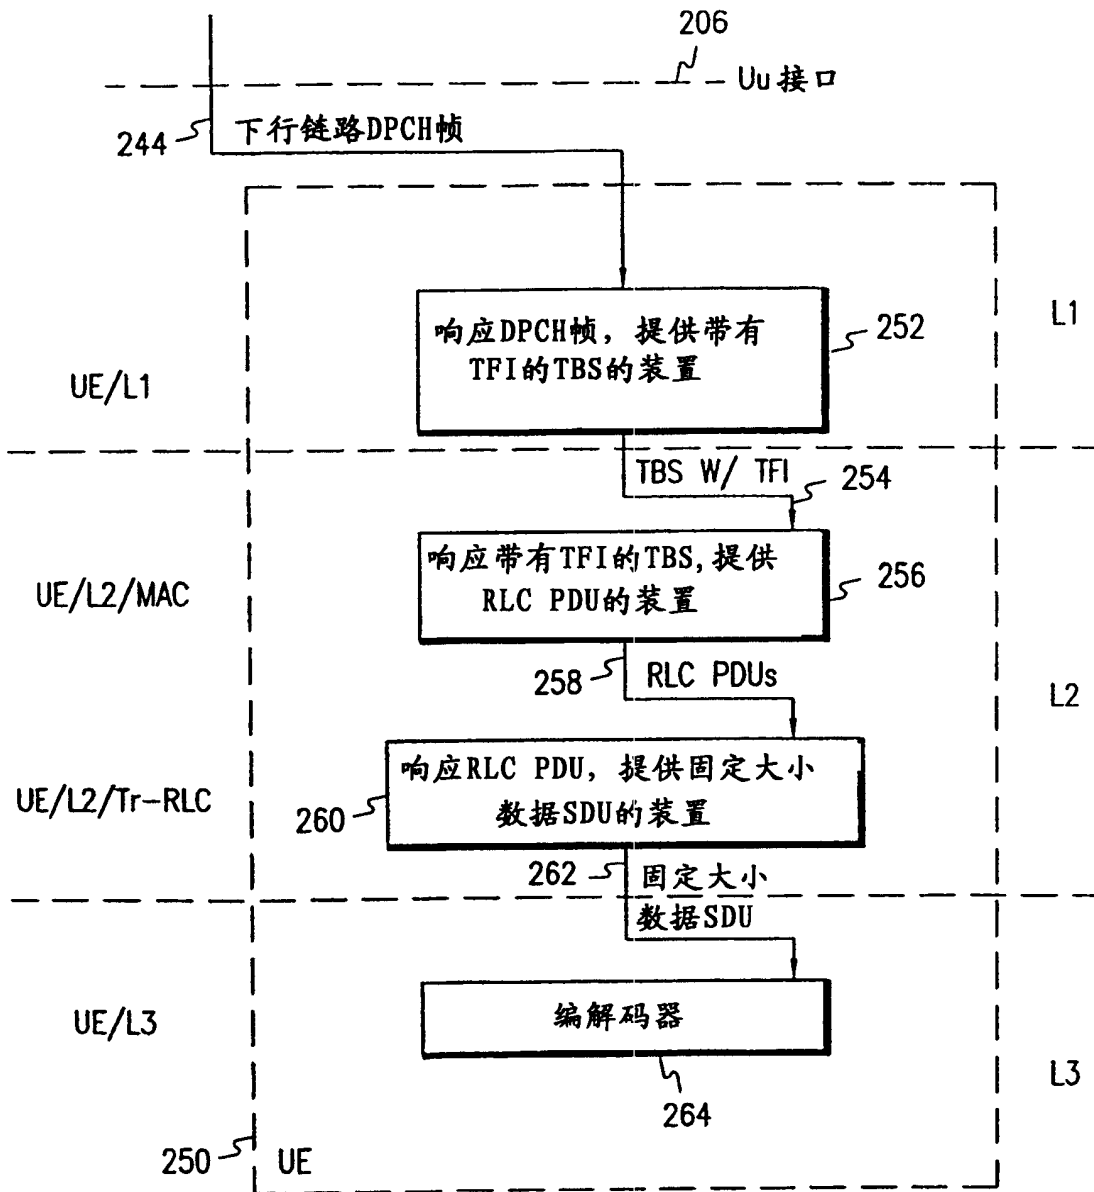 206
Uu 接口
244
下行链路DPCH帧
响应DPCH帧, 提供带有
TFI的TBS的装置
252
L1
UE/L1
TBS W/ TFI
254
响应带有TFI的TBS,提供
RLC PDU的装置
256
UE/L2/MAC
258
RLC PDUs
L2
响应RLC PDU, 提供固定大小
数据SDU的装置
UE/L2/Tr-RLC
260
262
固定大小
数据SDU
编解码器
UE/L3
264
L3
250
UE